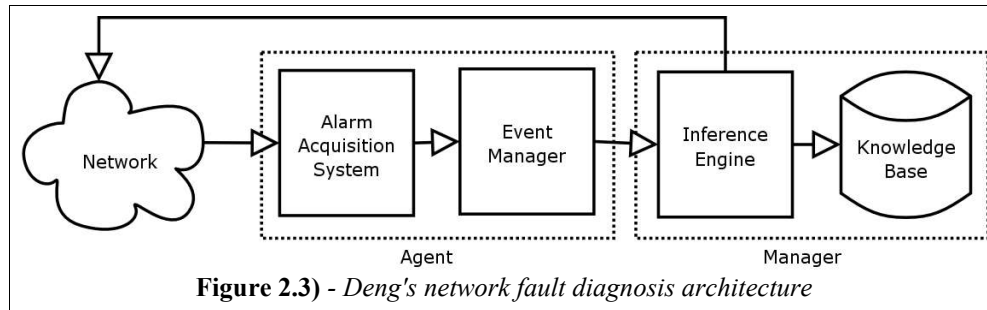 Network
Alarm
Acquisition
System
Event
Manager
Inference
Engine
Knowledge
Base
Agent
Manager
Figure 2.3) - Deng's network fault diagnosis architecture